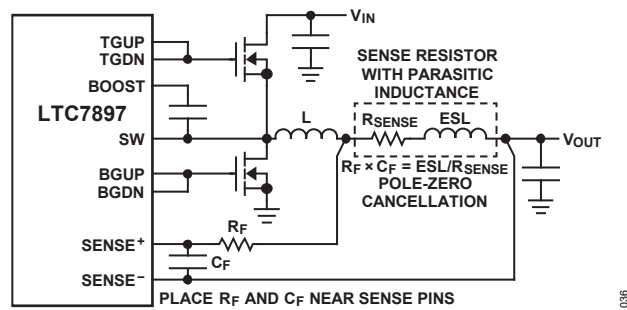 VIN
TGUP
TGDN
BOOST
LTC7897
SW
BGUP
BGDN
SENSE+
SENSE−
SENSE RESISTOR
WITH PARASITIC
INDUCTANCE
L
RSENSE
ESL
VOUT
RF × CF = ESL/RSENSE
POLE-ZERO
CANCELLATION
RF
CF
PLACE RF AND CF NEAR SENSE PINS
036